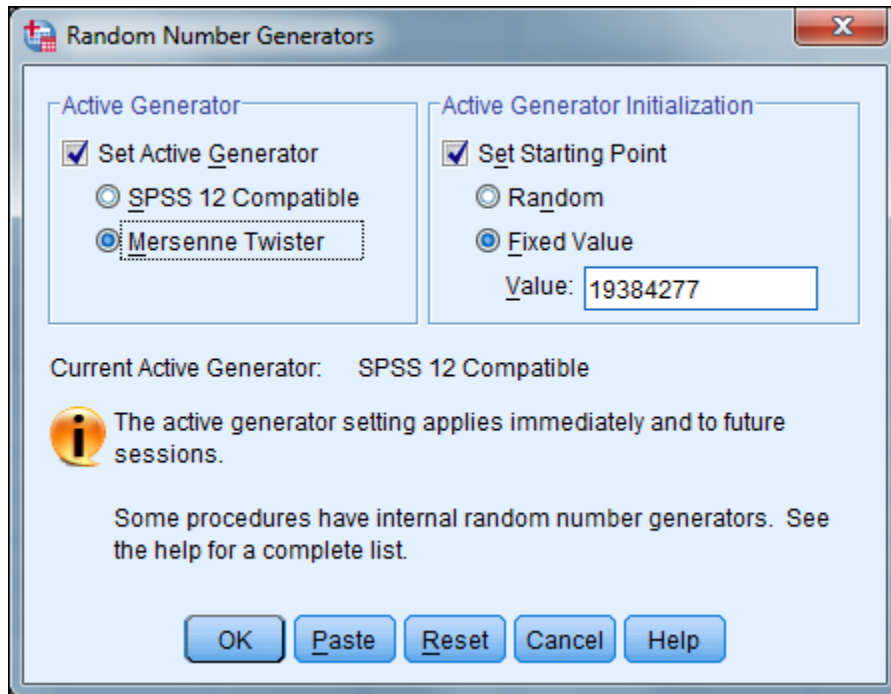 Random Number Generators
Active Generator
Set Active Generator
SPSS 12 Compatible
Mersenne Twister
Active Generator Initialization
Set Starting Point
Random
Fixed Value
Value: 19384277
Current Active Generator: SPSS 12 Compatible
The active generator setting applies immediately and to future
sessions.
Some procedures have internal random number generators. See
the help for a complete list.
OK Paste Reset Cancel Help